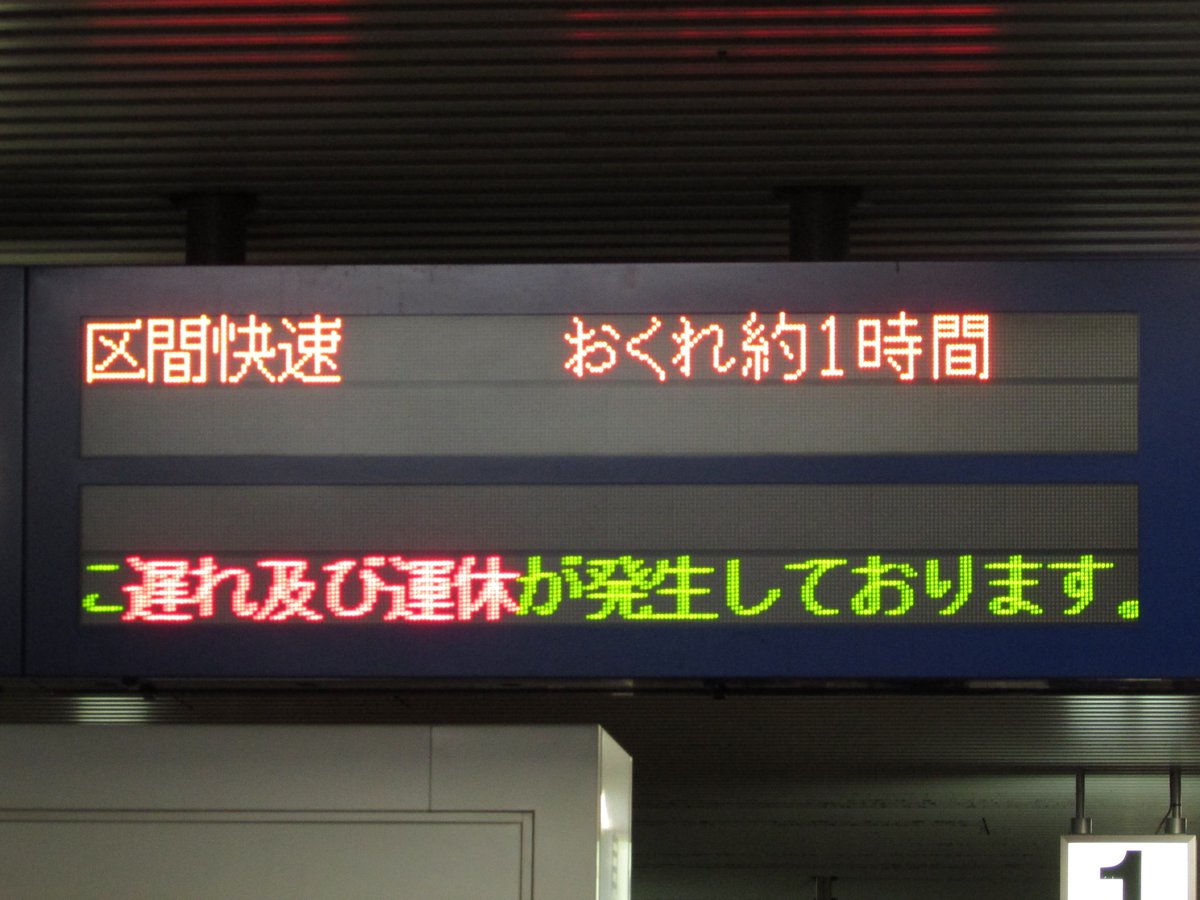 区間快速 おくれ約1時間
に遅れ及び運休が発生しております。
1